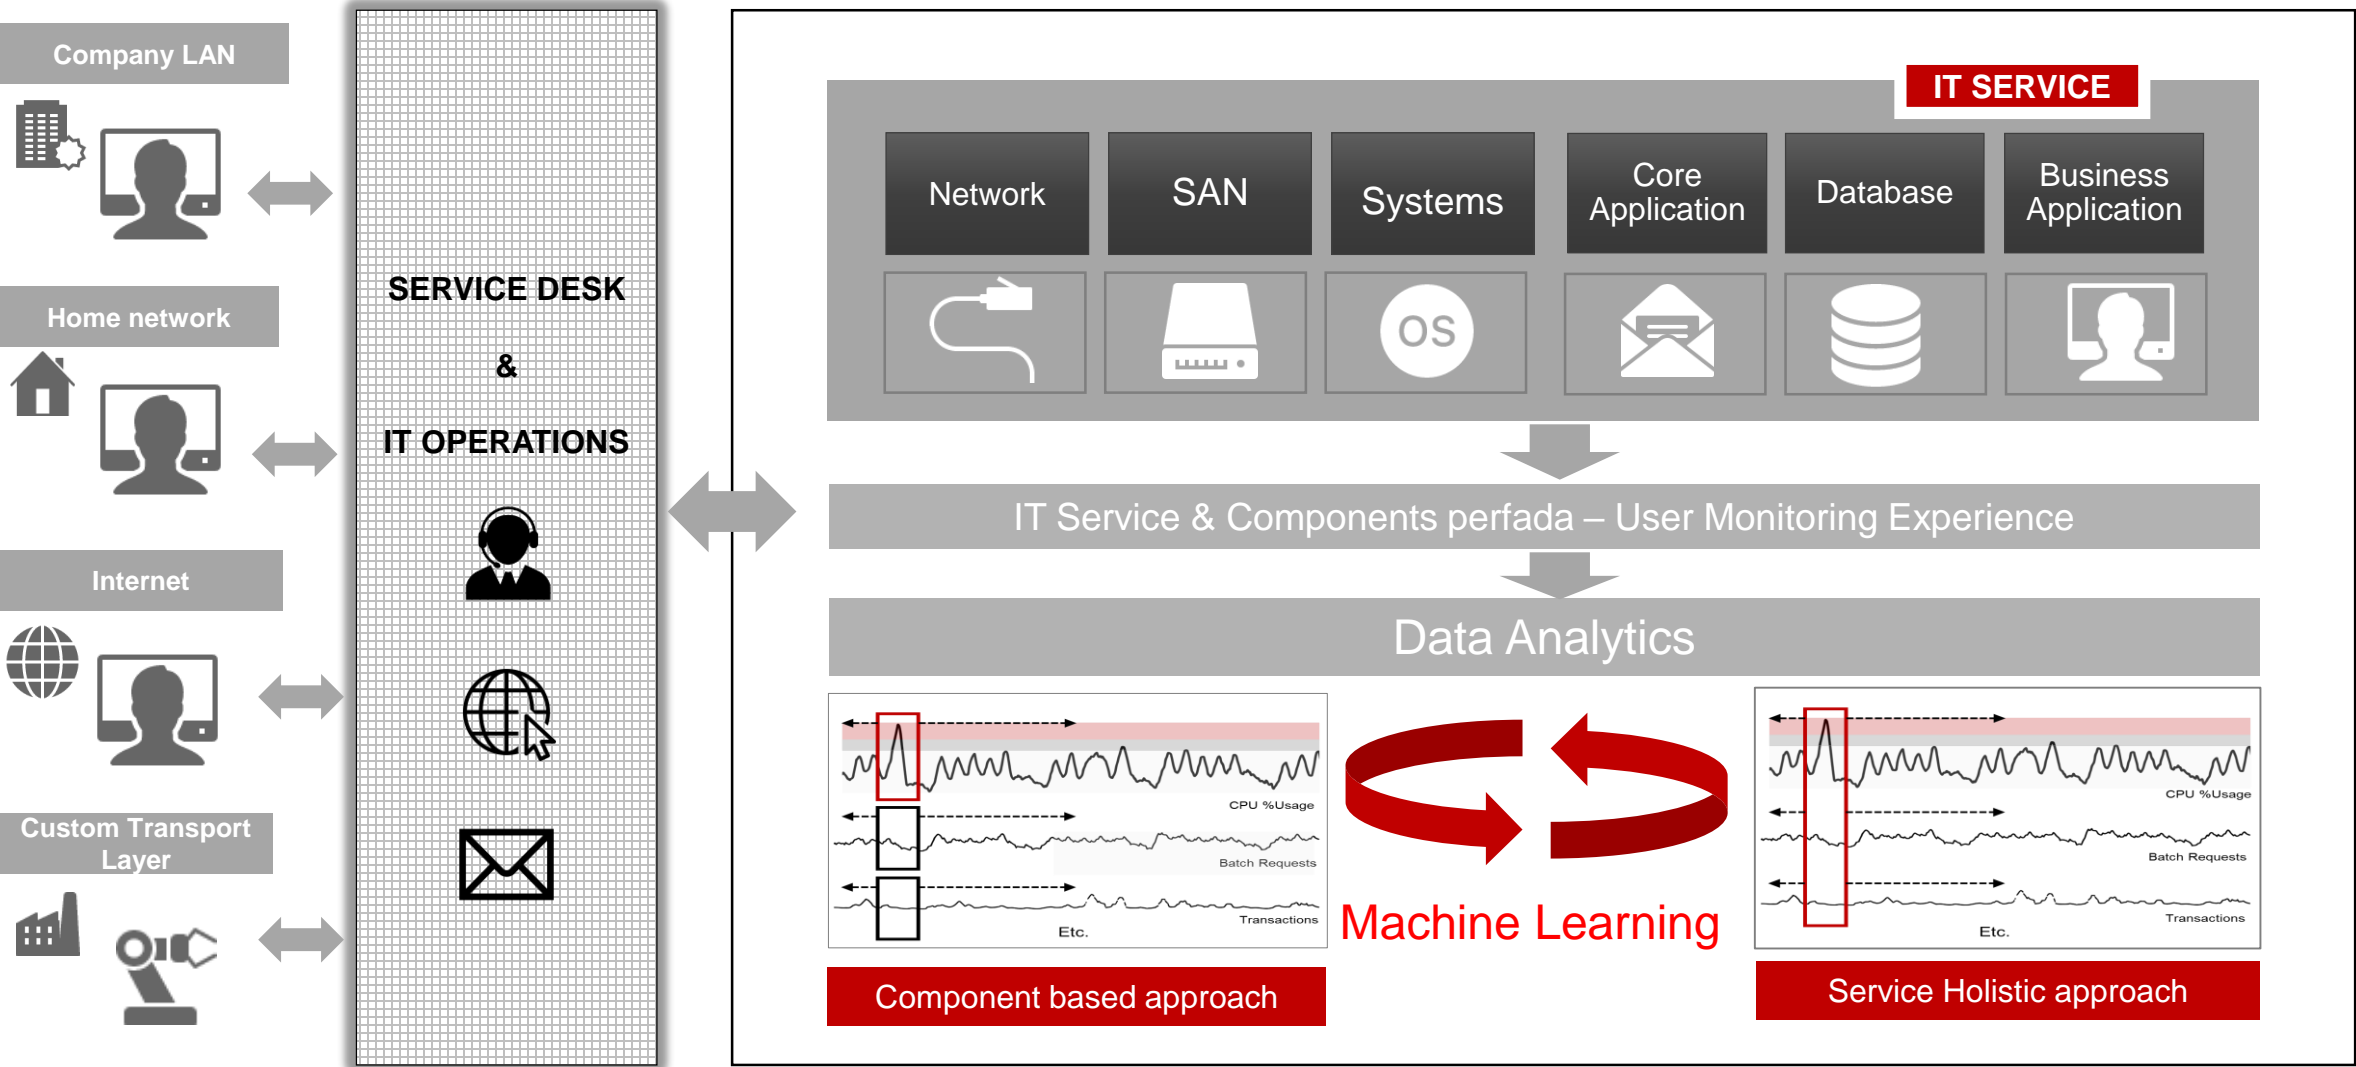 Company LAN
Home network
Internet
Custom Transport
Layer
SERVICE DESK
&
IT OPERATIONS
IT SERVICE
Network
SAN
Systems
Core
Application
Database
Business
Application
OS
IT Service & Components perfada – User Monitoring Experience
Data Analytics
CPU %Usage
Batch Requests
Transactions
Etc.
Component based approach
Machine Learning
CPU %Usage
Batch Requests
Transactions
Etc.
Service Holistic approach